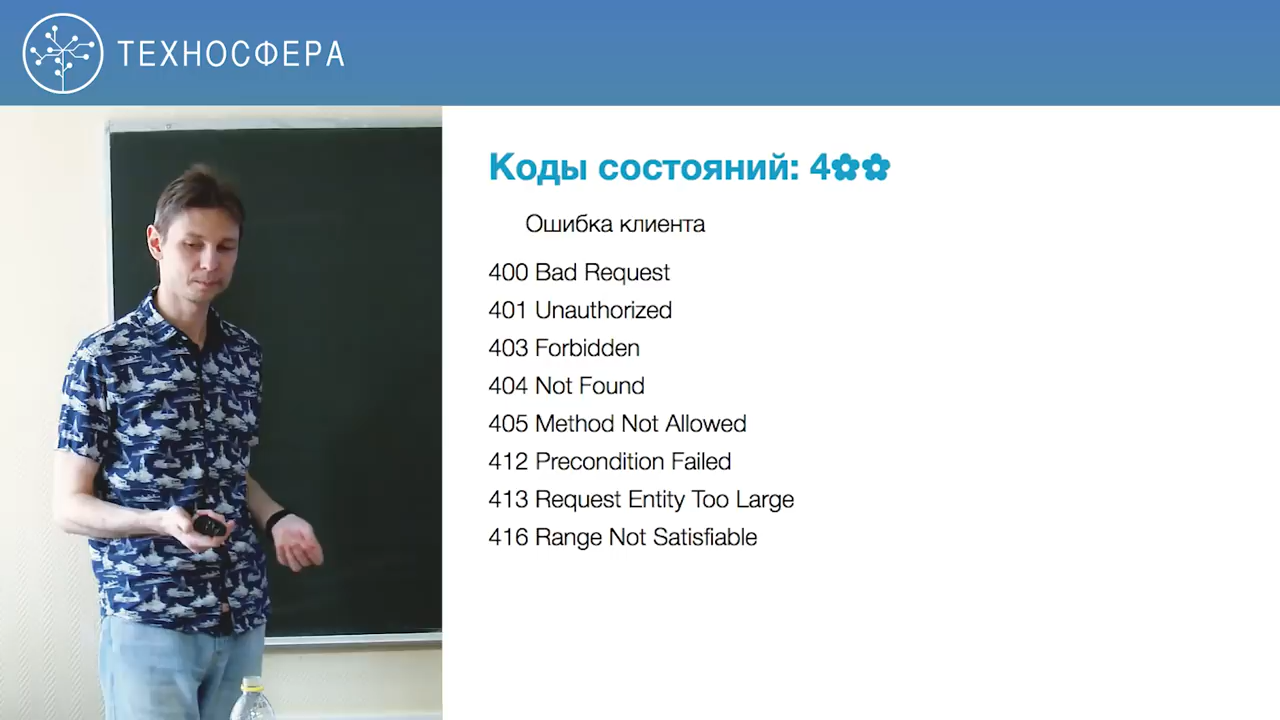 ТЕХНОСФЕРА
Коды состояний: 4✿✿
Ошибка клиента
400 Bad Request
401 Unauthorized
403 Forbidden
404 Not Found
405 Method Not Allowed
412 Precondition Failed
413 Request Entity Too Large
416 Range Not Satisfiable